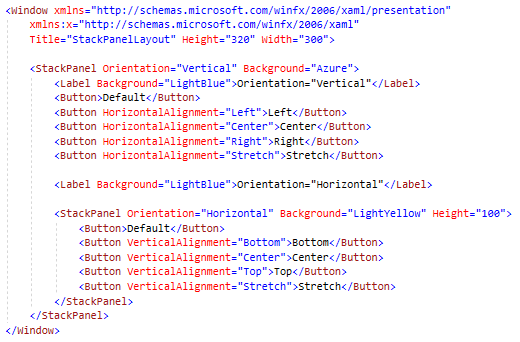 <Window xmlns="http://schemas.microsoft.com/winfx/2006/xaml/presentation"
    xmlns:x="http://schemas.microsoft.com/winfx/2006/xaml"
    Title="StackPanelLayout" Height="320" Width="300">

    <StackPanel Orientation="Vertical" Background="Azure">
        <Label Background="LightBlue">Orientation="Vertical"</Label>
        <Button>Default</Button>
        <Button HorizontalAlignment="Left">Left</Button>
        <Button HorizontalAlignment="Center">Center</Button>
        <Button HorizontalAlignment="Right">Right</Button>
        <Button HorizontalAlignment="Stretch">Stretch</Button>

        <Label Background="LightBlue">Orientation="Horizontal"</Label>

        <StackPanel Orientation="Horizontal" Background="LightYellow" Height="100">
            <Button>Default</Button>
            <Button VerticalAlignment="Bottom">Bottom</Button>
            <Button VerticalAlignment="Center">Center</Button>
            <Button VerticalAlignment="Top">Top</Button>
            <Button VerticalAlignment="Stretch">Stretch</Button>
        </StackPanel>
    </StackPanel>
</Window>